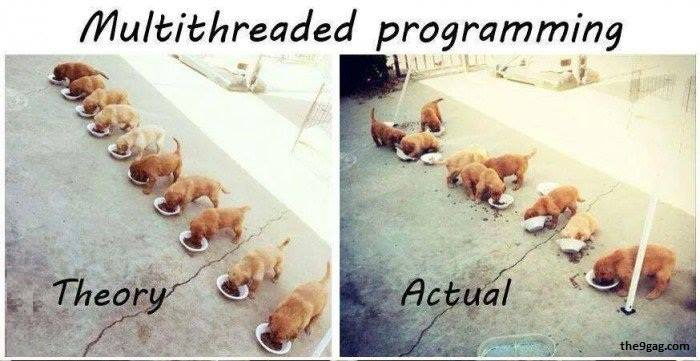 Multithreaded programming
Theory
Actual
the9gag.com